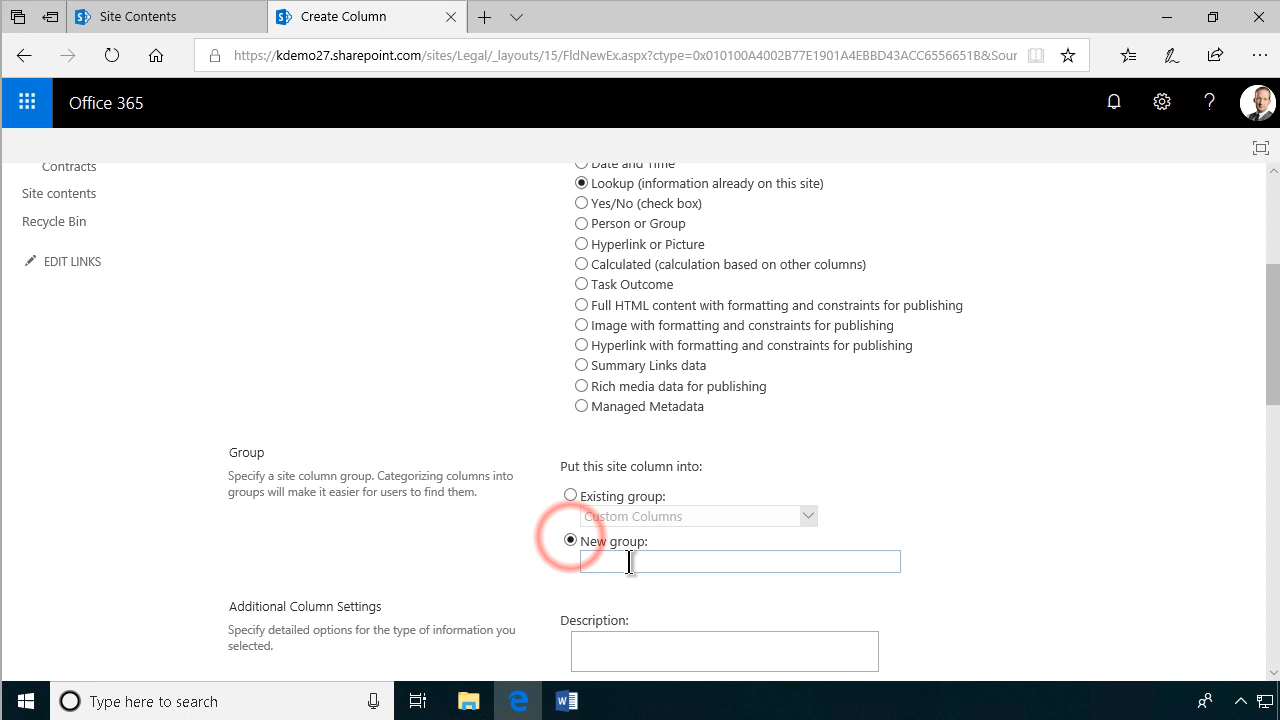 Site Contents
Create Column
https://kdemo27.sharepoint.com/sites/Legal/_layouts/15/FldNewEx.aspx?ctype=0x010100A4002B77E1901A4EBBD43ACC6556651B&Sour
Office 365
Contracts
Site contents
Recycle Bin
EDIT LINKS
Date and Time
Lookup (information already on this site)
Yes/No (check box)
Person or Group
Hyperlink or Picture
Calculated (calculation based on other columns)
Task Outcome
Full HTML content with formatting and constraints for publishing
Image with formatting and constraints for publishing
Hyperlink with formatting and constraints for publishing
Summary Links data
Rich media data for publishing
Managed Metadata
Group
Specify a site column group. Categorizing columns into
groups will make it easier for users to find them.
Put this site column into:
Existing group:
Custom Columns
New group:
Additional Column Settings
Specify detailed options for the type of information you
selected.
Description:
Type here to search